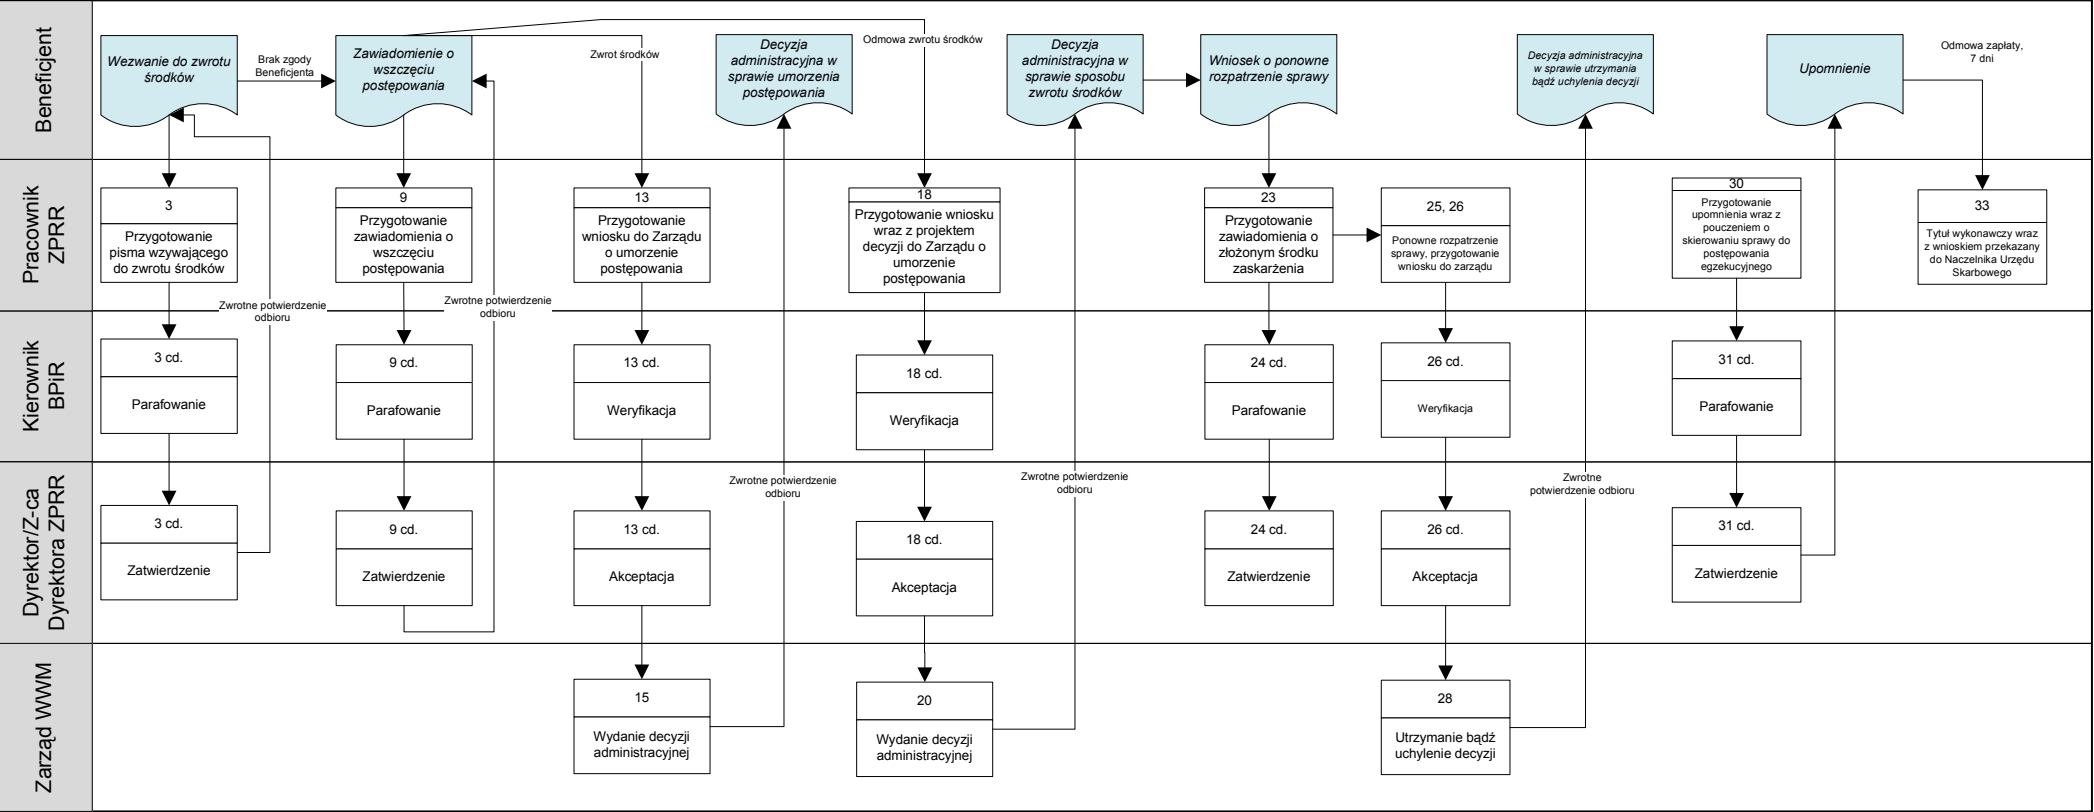 Beneficjent
Wezwanie do zwrotu
środków
Brak zgody
Beneficjenta
Zawiadomienie o
wszczęciu
postępowania
Zwrot środków
Decyzja
administracyjna w
sprawie umorzenia
postępowania
Odmowa zwrotu środków
Decyzja
administracyjna w
sprawie sposobu
zwrotu środków
Wniosek o ponowne
rozpatrzenie sprawy
Decyzja administracyjna
w sprawie utrzymania
bądź uchylenia decyzji
Upomnienie
Odmowa zapłaty,
7 dni
Pracownik
ZPRR
3
Przygotowanie
pisma wzywającego
do zwrotu środków
Zwrotne potwierdzenie
odbioru
9
Przygotowanie
zawiadomienia o
wszczęciu
postępowania
Zwrotne potwierdzenie
odbioru
13
Przygotowanie
wniosku do Zarządu
o umorzenie
postępowania
18
Przygotowanie wniosku
wraz z projektem
decyzji do Zarządu o
umorzenie
postępowania
23
Przygotowanie
zawiadomienia o
złożonym środku
zaskarżenia
25, 26
Ponowne rozpatrzenie
sprawy, przygotowanie
wniosku do zarządu
30
Przygotowanie
upomnienia wraz z
pouczeniem o
skierowaniu sprawy do
postępowania
egzekucyjnego
33
Tytuł wykonawczy wraz
z wnioskiem przekazany
do Naczelnika Urzędu
Skarbowego
Kierownik
BPiR
3 cd.
Parafowanie
9 cd.
Parafowanie
13 cd.
Weryfikacja
18 cd.
Weryfikacja
24 cd.
Parafowanie
26 cd.
Weryfikacja
31 cd.
Parafowanie
Dyrektor/Z-ca
Dyrektora ZPRR
3 cd.
Zatwierdzenie
9 cd.
Zatwierdzenie
13 cd.
Akceptacja
Zwrotne potwierdzenie
odbioru
18 cd.
Akceptacja
Zwrotne potwierdzenie
odbioru
24 cd.
Zatwierdzenie
26 cd.
Akceptacja
Zwrotne
potwierdzenie odbioru
31 cd.
Zatwierdzenie
Zarząd WWM
15
Wydanie decyzji
administracyjnej
20
Wydanie decyzji
administracyjnej
28
Utrzymanie bądź
uchylenie decyzji